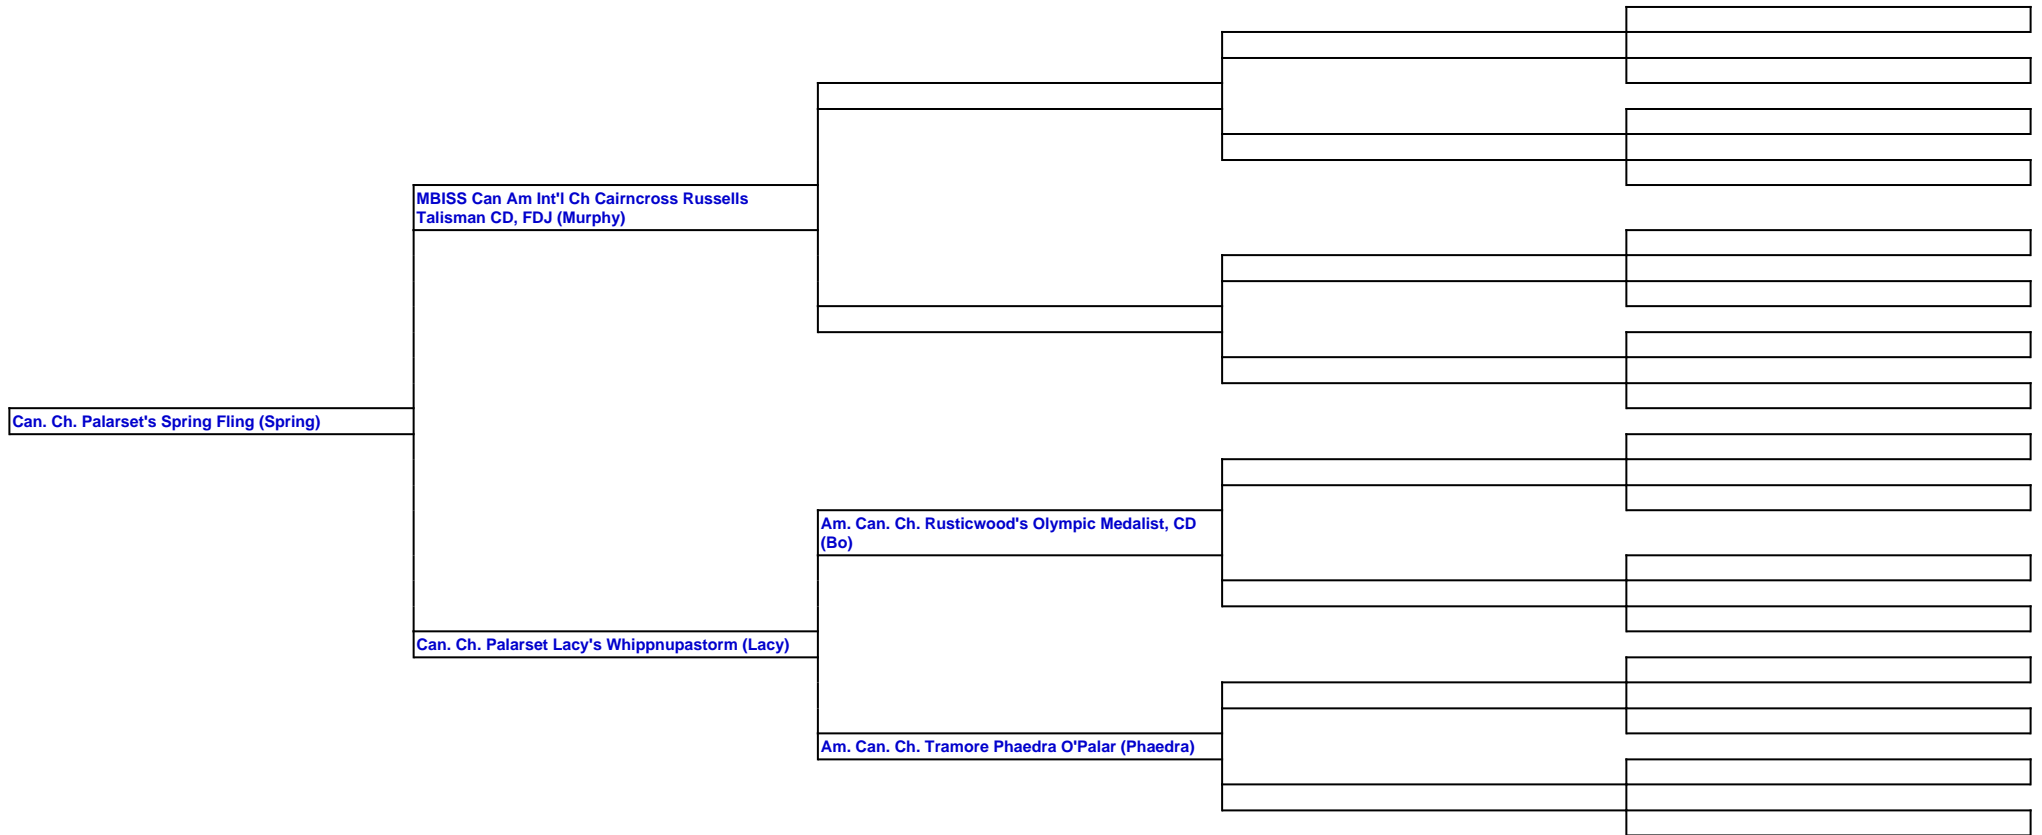 MBISS Can Am Int'l Ch Cairncross Russells
Talisman CD, FDJ (Murphy)
Can. Ch. Palarset's Spring Fling (Spring)
Am. Can. Ch. Rusticwood's Olympic Medalist, CD
(Bo)
Can. Ch. Palarset Lacy's Whippnupastorm (Lacy)
Am. Can. Ch. Tramore Phaedra O'Palar (Phaedra)